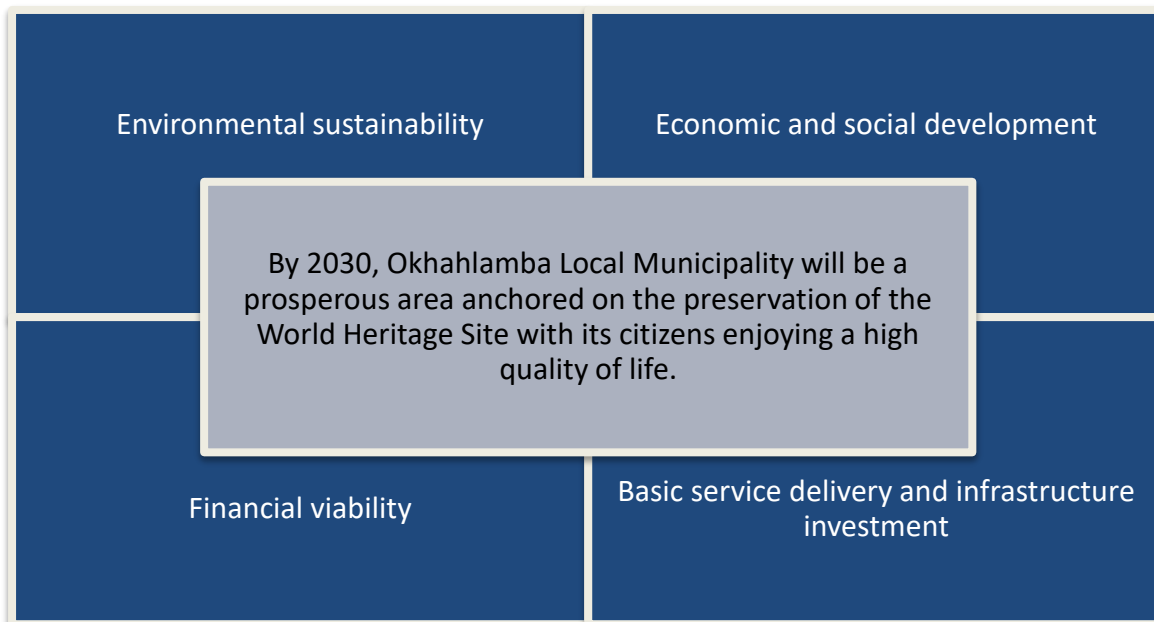 Environmental sustainability
Economic and social development
By 2030, Okhahlamba Local Municipality will be a
prosperous area anchored on the preservation of the
World Heritage Site with its citizens enjoying a high
quality of life.
Financial viability
Basic service delivery and infrastructure
investment